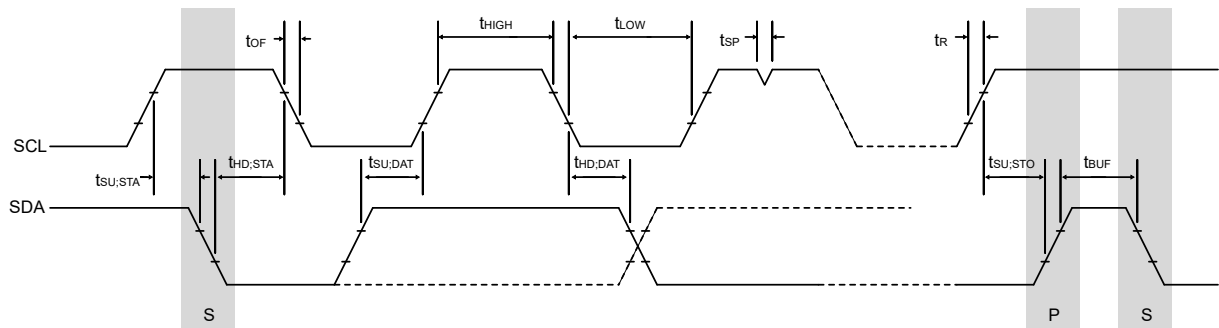 tOF
tHIGH
tLOW
tSP
tR
SCL
tSU;STA
tHD;STA
tSU;DAT
tHD;DAT
tSU;STO
tBUF
SDA
S
P
S